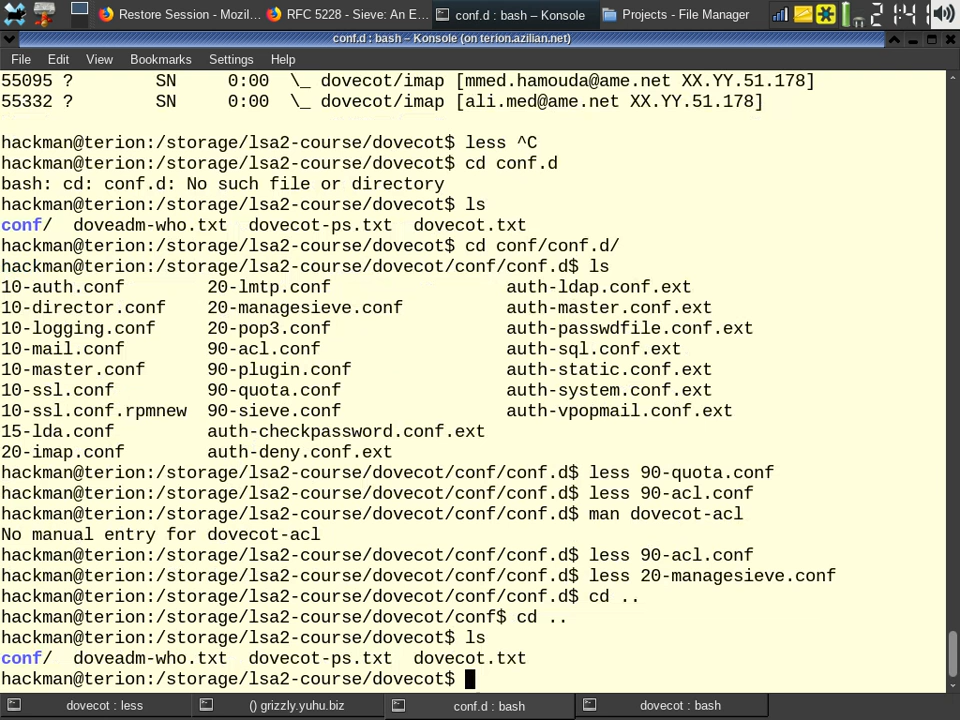 Restore Session - Mozil... RFC 5228 - Sieve: An E... conf.d : bash – Konsole Projects - File Manager 2:41
conf.d : bash – Konsole (on terion.azilian.net)
File Edit View Bookmarks Settings Help
55095 ? SN 0:00 \_ dovecot/imap [mmed.hamouda@ame.net XX.YY.51.178]
55332 ? SN 0:00 \_ dovecot/imap [ali.med@ame.net XX.YY.51.178]
hackman@terion:/storage/lsa2-course/dovecot$ less ^C
hackman@terion:/storage/lsa2-course/dovecot$ cd conf.d
bash: cd: conf.d: No such file or directory
hackman@terion:/storage/lsa2-course/dovecot$ ls
conf/ doveadm-who.txt dovecot-ps.txt dovecot.txt
hackman@terion:/storage/lsa2-course/dovecot$ cd conf/conf.d/
hackman@terion:/storage/lsa2-course/dovecot/conf/conf.d$ ls
10-auth.conf 20-lmtp.conf auth-ldap.conf.ext
10-director.conf 20-managesieve.conf auth-master.conf.ext
10-logging.conf 20-pop3.conf auth-passwdfile.conf.ext
10-mail.conf 90-acl.conf auth-sql.conf.ext
10-master.conf 90-plugin.conf auth-static.conf.ext
10-ssl.conf 90-quota.conf auth-system.conf.ext
10-ssl.conf.rpmnew 90-sieve.conf auth-vpopmail.conf.ext
15-lda.conf auth-checkpassword.conf.ext
20-imap.conf auth-deny.conf.ext
hackman@terion:/storage/lsa2-course/dovecot/conf/conf.d$ less 90-quota.conf
hackman@terion:/storage/lsa2-course/dovecot/conf/conf.d$ less 90-acl.conf
hackman@terion:/storage/lsa2-course/dovecot/conf/conf.d$ man dovecot-acl
No manual entry for dovecot-acl
hackman@terion:/storage/lsa2-course/dovecot/conf/conf.d$ less 90-acl.conf
hackman@terion:/storage/lsa2-course/dovecot/conf/conf.d$ less 20-managesieve.conf
hackman@terion:/storage/lsa2-course/dovecot/conf/conf.d$ cd ..
hackman@terion:/storage/lsa2-course/dovecot/conf$ cd ..
hackman@terion:/storage/lsa2-course/dovecot$ ls
conf/ doveadm-who.txt dovecot-ps.txt dovecot.txt
hackman@terion:/storage/lsa2-course/dovecot$
dovecot : less () grizzly.yuhu.biz conf.d : bash dovecot : bash